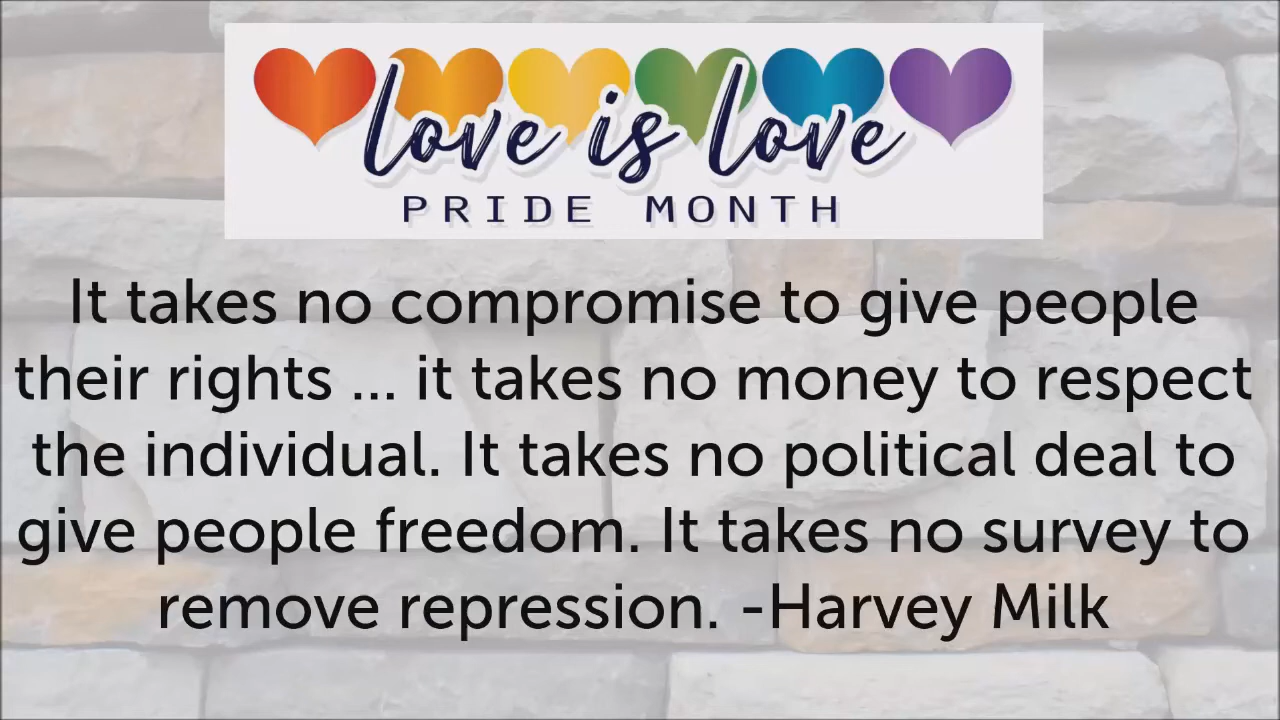 love is love
PRIDE MONTH
It takes no compromise to give people
their rights ... it takes no money to respect
the individual. It takes no political deal to
give people freedom. It takes no survey to
remove repression. -Harvey Milk